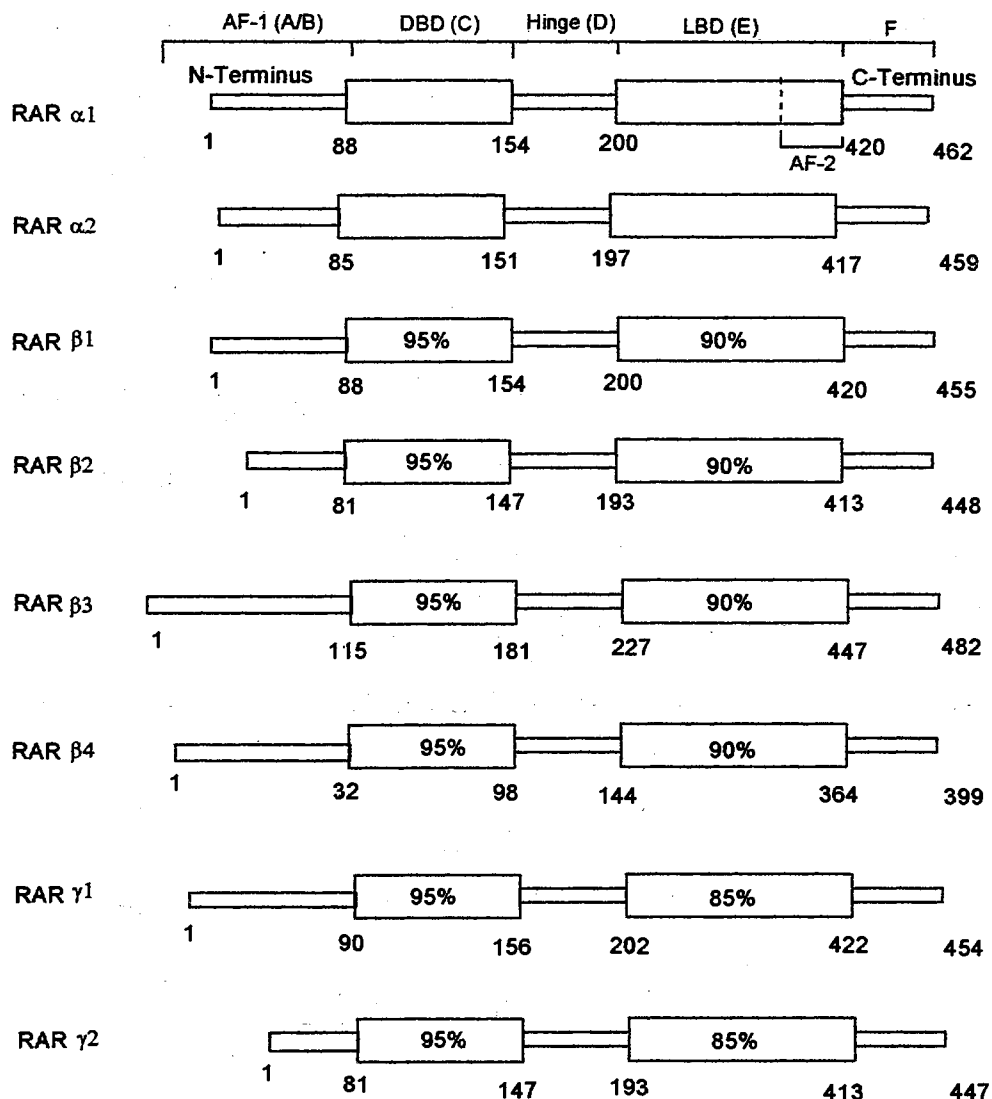 AF-1 (A/B) DBD (C) Hinge (D) LBD (E) F
N-Terminus C-Terminus
RAR α1
1 88 154 200 AF-2 420 462
RAR α2
1 85 151 197 417 459
RAR β1 95% 90%
1 88 154 200 420 455
RAR β2 95% 90%
1 81 147 193 413 448
RAR β3 95% 90%
1 115 181 227 447 482
RAR β4 95% 90%
1 32 98 144 364 399
RAR γ1 95% 85%
1 90 156 202 422 454
RAR γ2 95% 85%
1 81 147 193 413 447